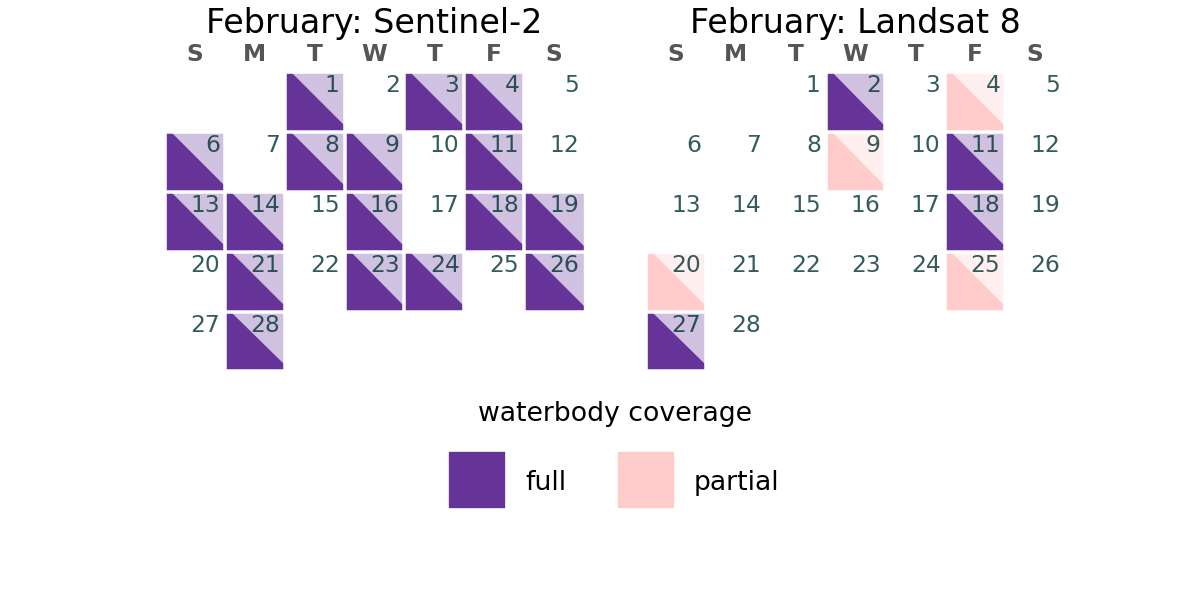 February: Sentinel-2
S M T W T F S
1 2 3 4 5
6 7 8 9 10 11 12
13 14 15 16 17 18 19
20 21 22 23 24 25 26
27 28
February: Landsat 8
S M T W T F S
1 2 3 4 5
6 7 8 9 10 11 12
13 14 15 16 17 18 19
20 21 22 23 24 25 26
27 28
waterbody coverage
full partial